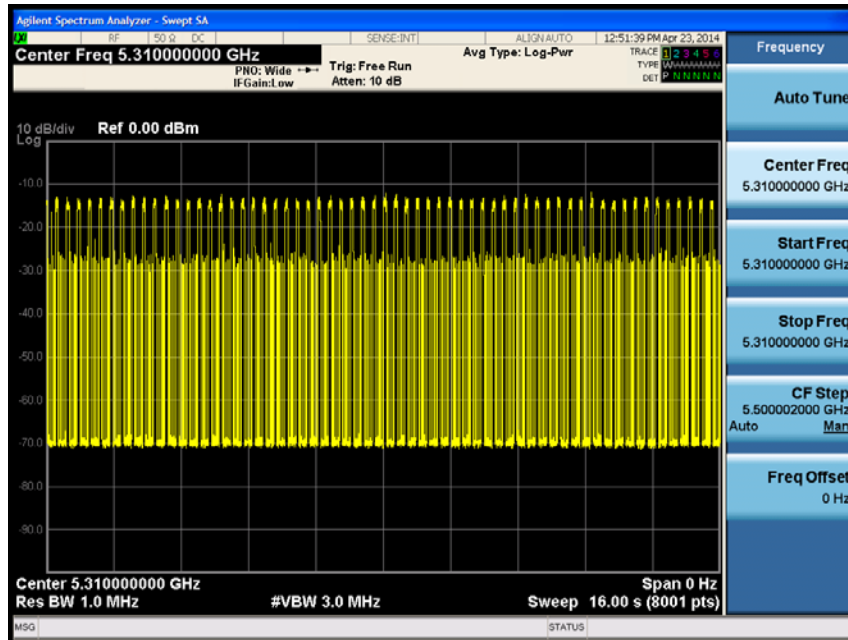 Agilent Spectrum Analyzer - Swept SA
LXI RF 50 Ω DC SENSE:INT ALIGN AUTO 12:51:39 PM Apr 23, 2014
Center Freq 5.310000000 GHz
PNO: Wide
IFGain:Low
Trig: Free Run
Atten: 10 dB
Avg Type: Log-Pwr
TRACE 1 2 3 4 5 6
TYPE W
DET P N N N N N
Frequency
Auto Tune
10 dB/div Ref 0.00 dBm
Log
-10.0
-20.0
-30.0
-40.0
-50.0
-60.0
-70.0
-80.0
-90.0
Center Freq
5.310000000 GHz
Start Freq
5.310000000 GHz
Stop Freq
5.310000000 GHz
CF Step
5.500002000 GHz
Auto Man
Freq Offset
0 Hz
Center 5.310000000 GHz Span 0 Hz
Res BW 1.0 MHz #VBW 3.0 MHz Sweep 16.00 s (8001 pts)
MSG STATUS